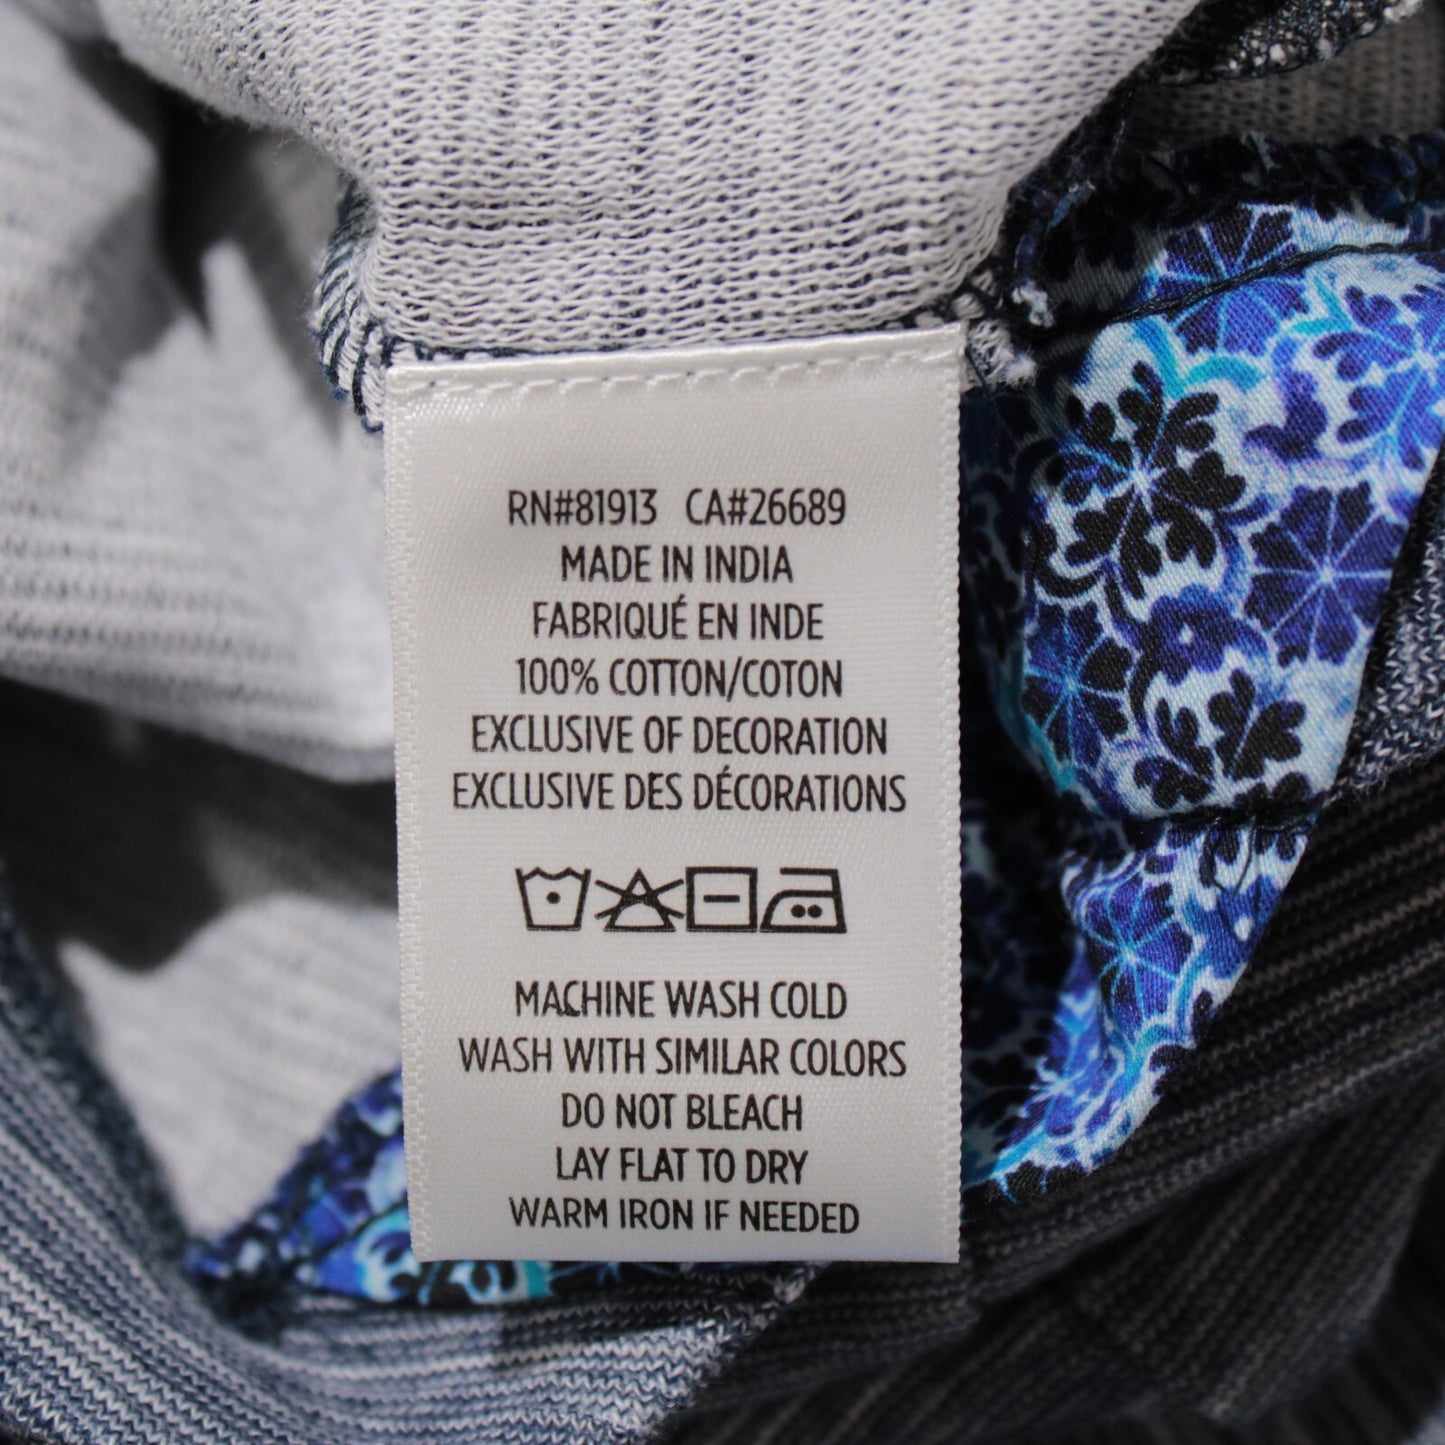 RN#81913 CA#26689
MADE IN INDIA
FABRIQUÉ EN INDE
100% COTTON/COTON
EXCLUSIVE OF DECORATION
EXCLUSIVE DES DÉCORATIONS
MACHINE WASH COLD
WASH WITH SIMILAR COLORS
DO NOT BLEACH
LAY FLAT TO DRY
WARM IRON IF NEEDED